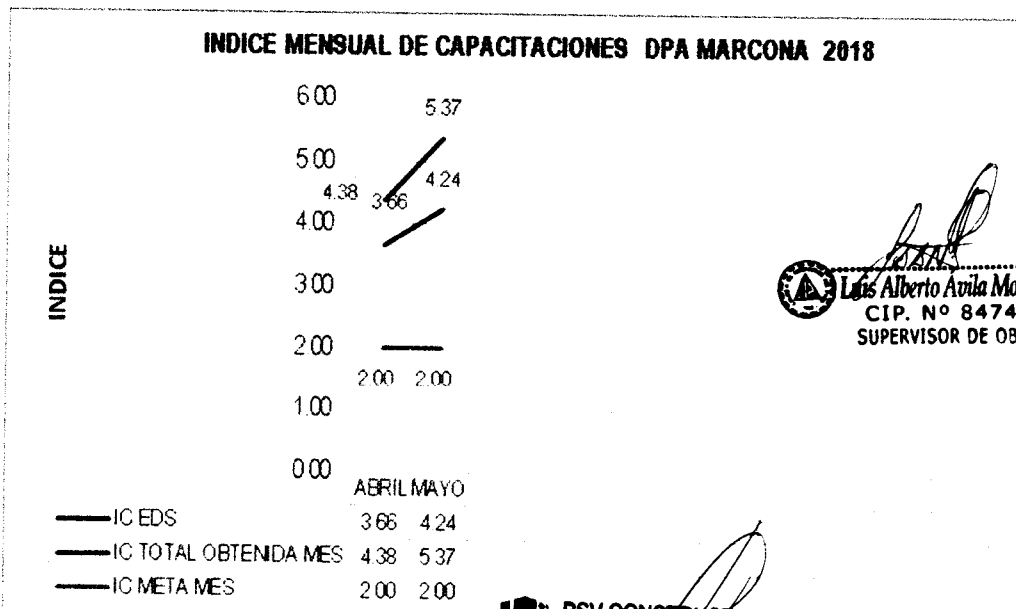 INDICE MENSUAL DE CAPACITACIONES DPA MARCONA 2018
INDICE
6.00
5.00
4.00
3.00
2.00
1.00
0.00
5.37
4.24
4.38
3.66
2.00 2.00
ABRIL MAYO
IC EDS 3.66 4.24
IC TOTAL OBTENIDA MES 4.38 5.37
IC META MES 2.00 2.00
Luis Alberto Avila
CIP. Nº 8474
SUPERVISOR DE